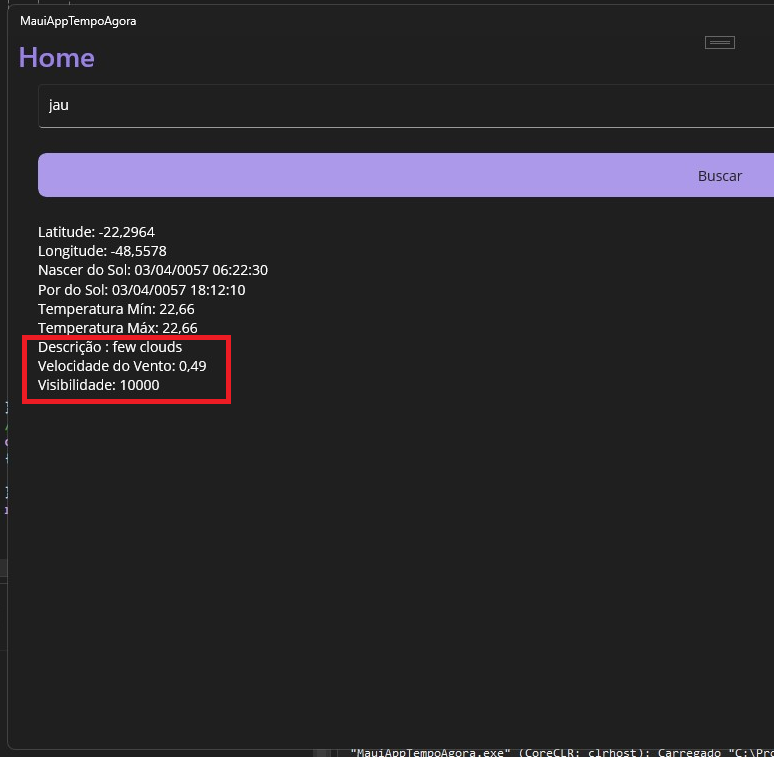 MauiAppTempoAgora
Home
jau
Buscar
Latitude: -22,2964
Longitude: -48,5578
Nascer do Sol: 03/04/0057 06:22:30
Por do Sol: 03/04/0057 18:12:10
Temperatura Mín: 22,66
Temperatura Máx: 22,66
Descrição : few clouds
Velocidade do Vento: 0,49
Visibilidade: 10000
"MauiAppTempoAgora.exe" (CoreCLR: clrhost): Carregado "C:\Pro